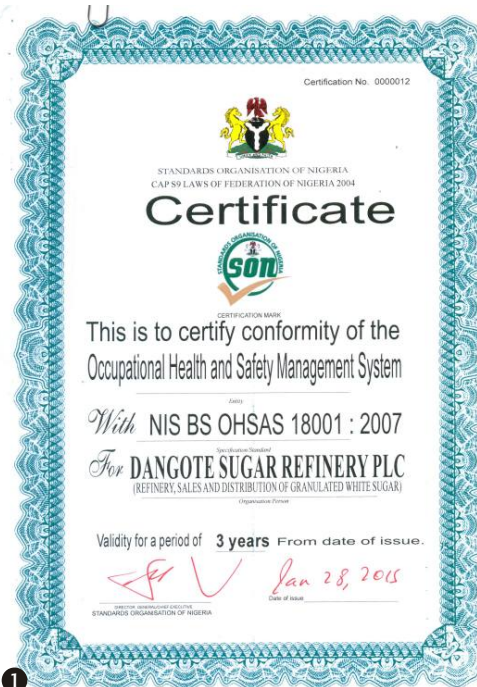 Certification No. 0000012
STANDARDS ORGANISATION OF NIGERIA
CAP S9 LAWS OF FEDERATION OF NIGERIA 2004
Certificate
STANDARDS ORGANISATION OF NIGERIA
SON
CERTIFICATION MARK
This is to certify conformity of the
Occupational Health and Safety Management System
Entity
With NIS BS OHSAS 18001 : 2007
Specification/Standard
For DANGOTE SUGAR REFINERY PLC
(REFINERY, SALES AND DISTRIBUTION OF GRANULATED WHITE SUGAR)
Organisation/Person
Validity for a period of 3 years From date of issue.
Jan 28, 2015
DIRECTOR GENERAL/CHIEF EXECUTIVE
Date of issue
STANDARDS ORGANISATION OF NIGERIA
1